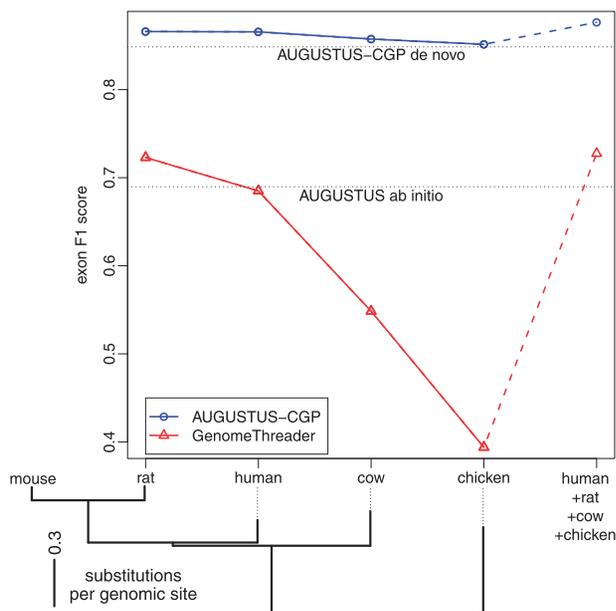 AUGUSTUS−CGP de novo
0.8
0.7
AUGUSTUS ab initio
exon F1 score
0.6
0.5
AUGUSTUS−CGP
GenomeThreader
0.4
mouse
rat
human
cow
chicken
human
+rat
+cow
+chicken
0.3
substitutions
per genomic site